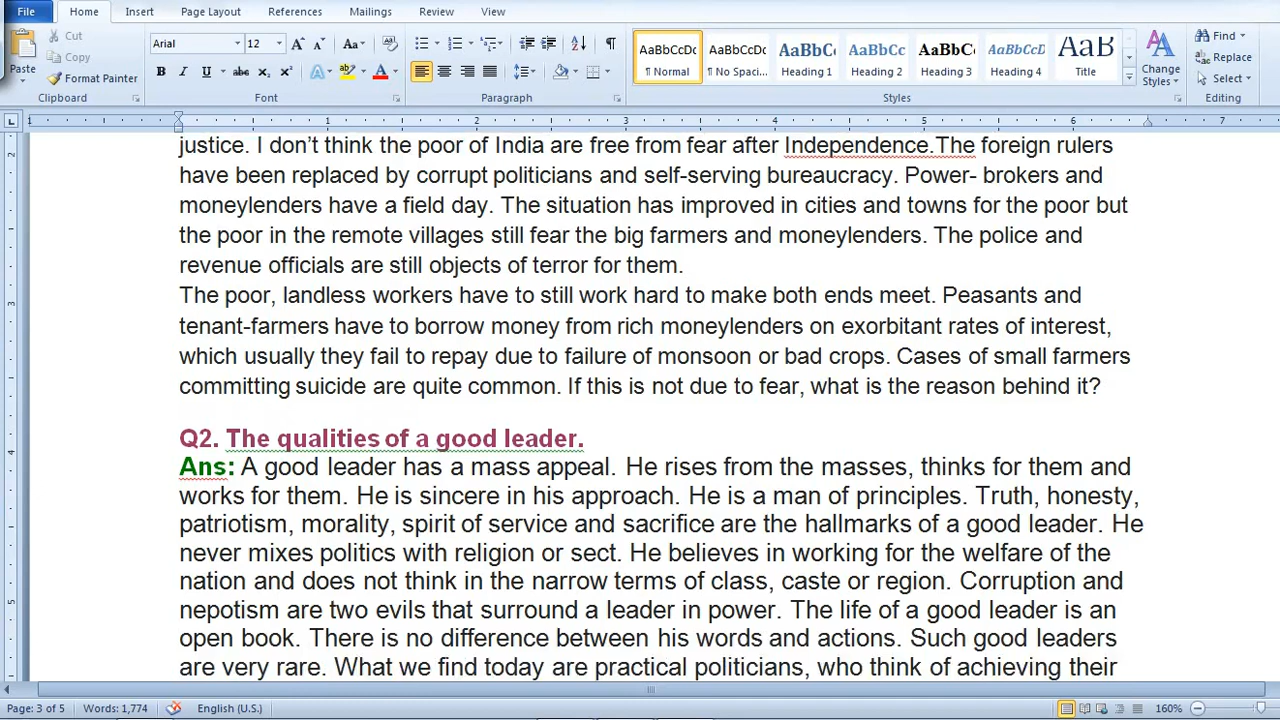 File Home Insert Page Layout References Mailings Review View
Cut
Copy
Format Painter
Paste
Arial 12
Aa
B I U abc x₂ x² A A
AaBbCcDc AaBbCcDc AaBbC AaBbCc AaBbC AaBbCcDc AaB
¶ Normal ¶ No Spaci... Heading 1 Heading 2 Heading 3 Heading 4 Title
Change Styles
Find
Replace
Select
Clipboard Font Paragraph Styles Editing
1 1 2 3 4 5 6 7
justice. I don’t think the poor of India are free from fear after Independence.The foreign rulers
have been replaced by corrupt politicians and self-serving bureaucracy. Power- brokers and
moneylenders have a field day. The situation has improved in cities and towns for the poor but
the poor in the remote villages still fear the big farmers and moneylenders. The police and
revenue officials are still objects of terror for them.
The poor, landless workers have to still work hard to make both ends meet. Peasants and
tenant-farmers have to borrow money from rich moneylenders on exorbitant rates of interest,
which usually they fail to repay due to failure of monsoon or bad crops. Cases of small farmers
committing suicide are quite common. If this is not due to fear, what is the reason behind it?
Q2. The qualities of a good leader.
Ans: A good leader has a mass appeal. He rises from the masses, thinks for them and
works for them. He is sincere in his approach. He is a man of principles. Truth, honesty,
patriotism, morality, spirit of service and sacrifice are the hallmarks of a good leader. He
never mixes politics with religion or sect. He believes in working for the welfare of the
nation and does not think in the narrow terms of class, caste or region. Corruption and
nepotism are two evils that surround a leader in power. The life of a good leader is an
open book. There is no difference between his words and actions. Such good leaders
are very rare. What we find today are practical politicians, who think of achieving their
Page: 3 of 5 Words: 1,774 English (U.S.) 160%